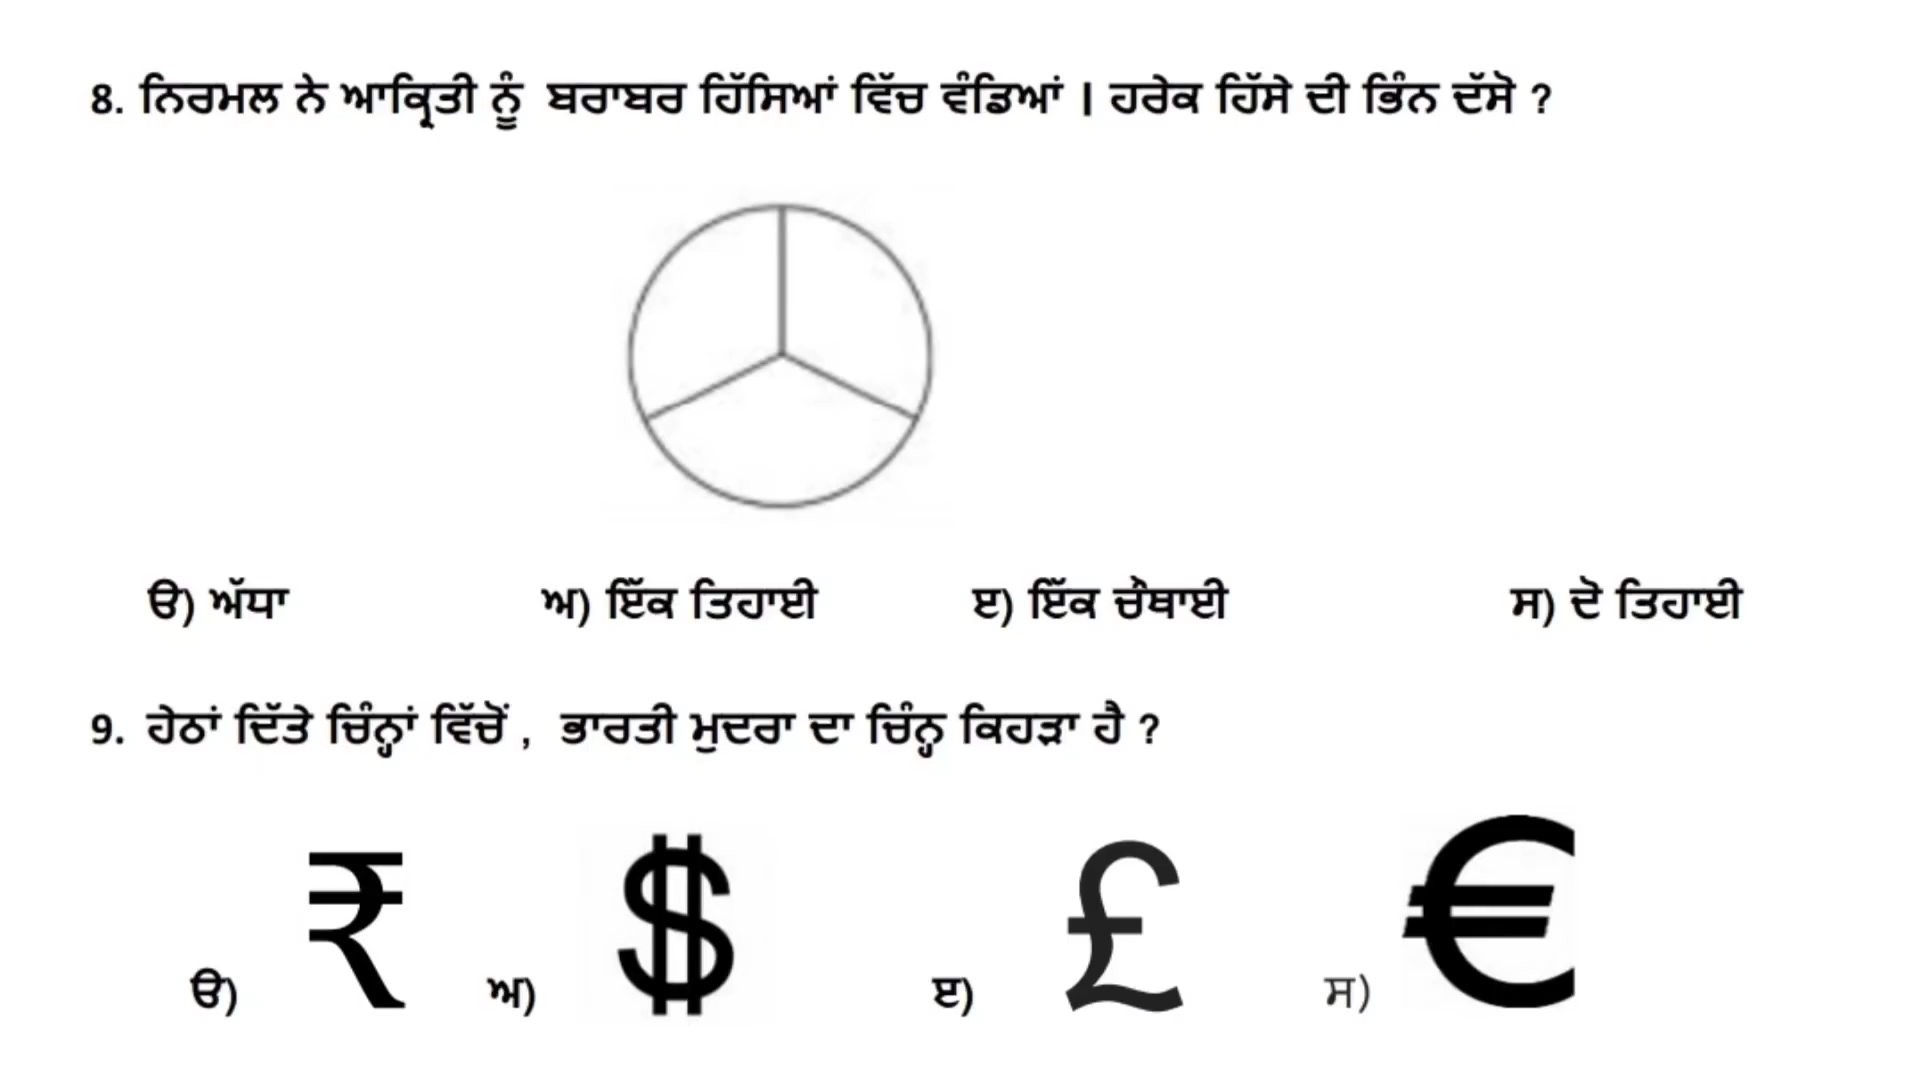 8. ਨਿਰਮਲ ਨੇ ਆਕ੍ਰਿਤੀ ਨੂੰ ਬਰਾਬਰ ਹਿੱਸਿਆਂ ਵਿੱਚ ਵੰਡਿਆਂ । ਹਰੇਕ ਹਿੱਸੇ ਦੀ ਭਿੰਨ ਦੱਸੋ ?
ੳ) ਅੱਧਾ ਅ) ਇੱਕ ਤਿਹਾਈ ੲ) ਇੱਕ ਚੌਥਾਈ ਸ) ਦੋ ਤਿਹਾਈ
9. ਹੇਠਾਂ ਦਿੱਤੇ ਚਿੰਨ੍ਹਾਂ ਵਿੱਚੋਂ , ਭਾਰਤੀ ਮੁਦਰਾ ਦਾ ਚਿੰਨ੍ਹ ਕਿਹੜਾ ਹੈ ?
ੳ) ₹ ਅ) $ ੲ) £ ਸ) €